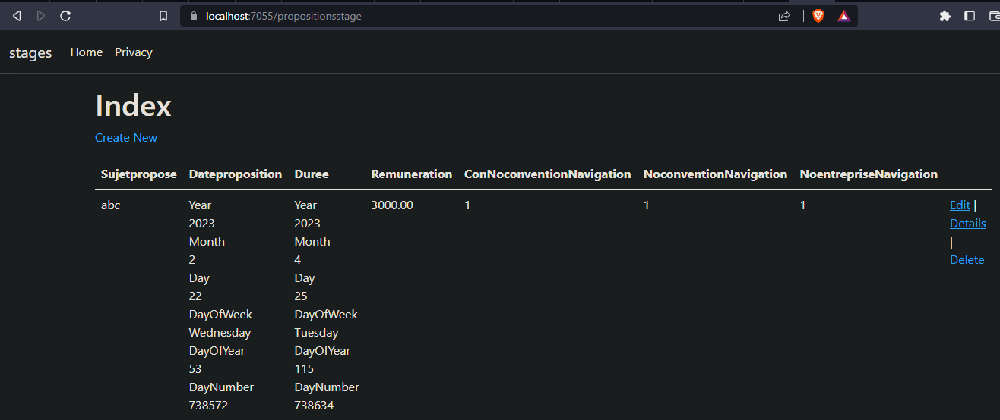 localhost:7055/propositionsstage
stages Home Privacy
Index
Create New
Sujetpropose Dateproposition Duree Remuneration ConNoconventionNavigation NoconventionNavigation NoentrepriseNavigation
abc Year Year 3000.00 1 1 1 Edit |
2023 2023 Details
Month Month |
2 4 Delete
Day Day
22 25
DayOfWeek DayOfWeek
Wednesday Tuesday
DayOfYear DayOfYear
53 115
DayNumber DayNumber
738572 738634